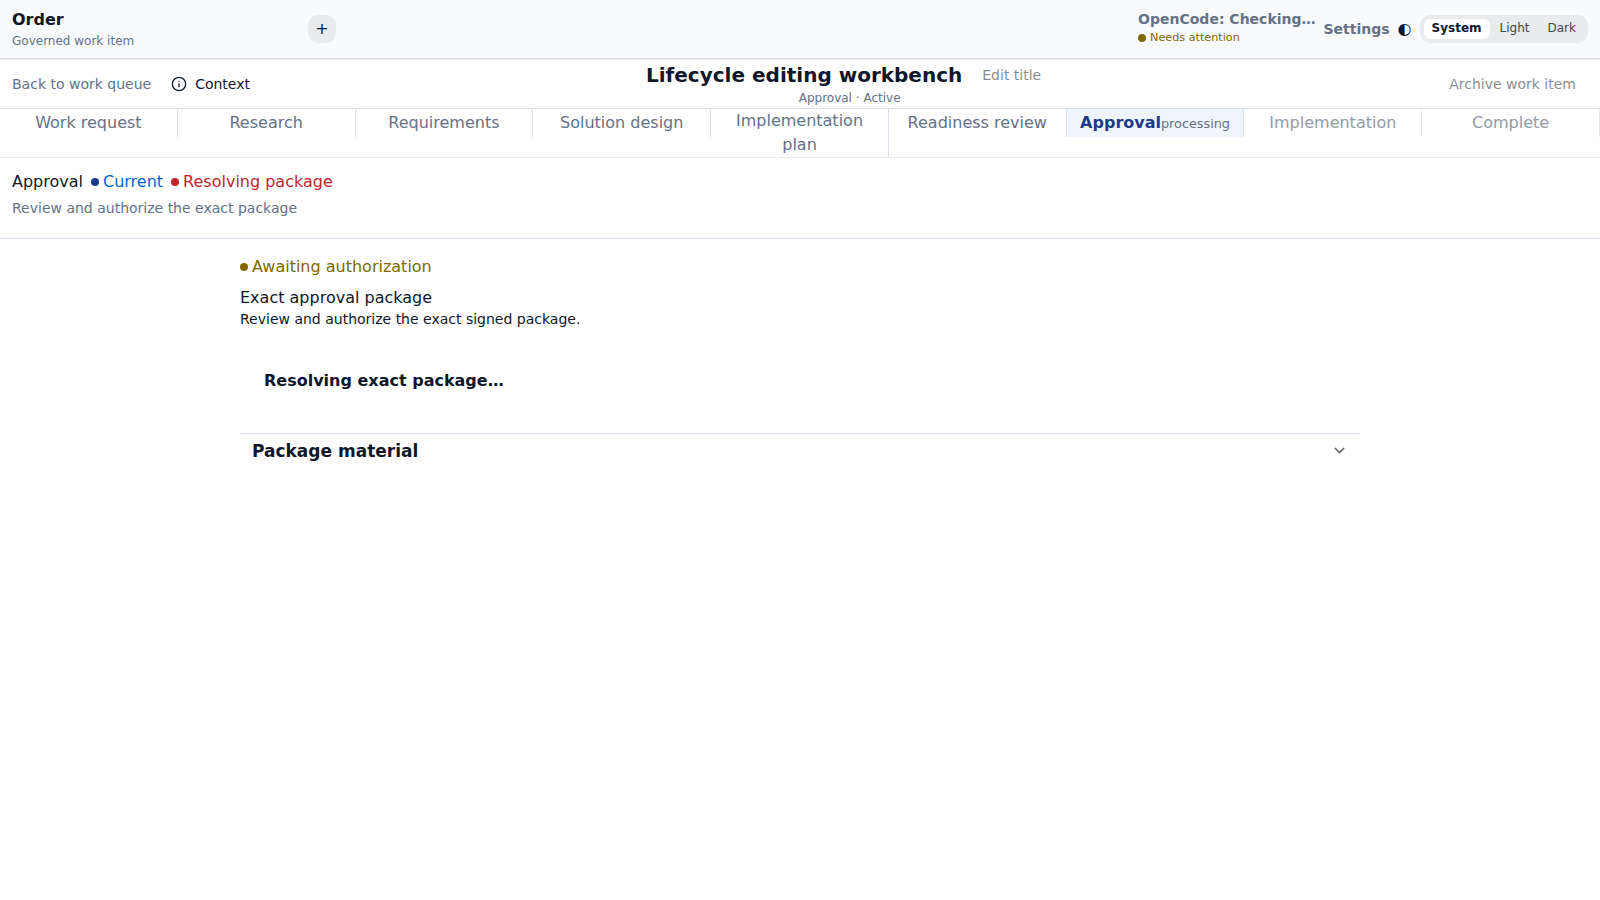 Order
Governed work item
+
OpenCode: Checking…
Needs attention
Settings
System Light Dark
Back to work queue
Context
Lifecycle editing workbench
Edit title
Approval · Active
Archive work item
Work request
Research
Requirements
Solution design
Implementation
plan
Readiness review
Approval processing
Implementation
Complete
Approval Current Resolving package
Review and authorize the exact package
Awaiting authorization
Exact approval package
Review and authorize the exact signed package.
Resolving exact package…
Package material